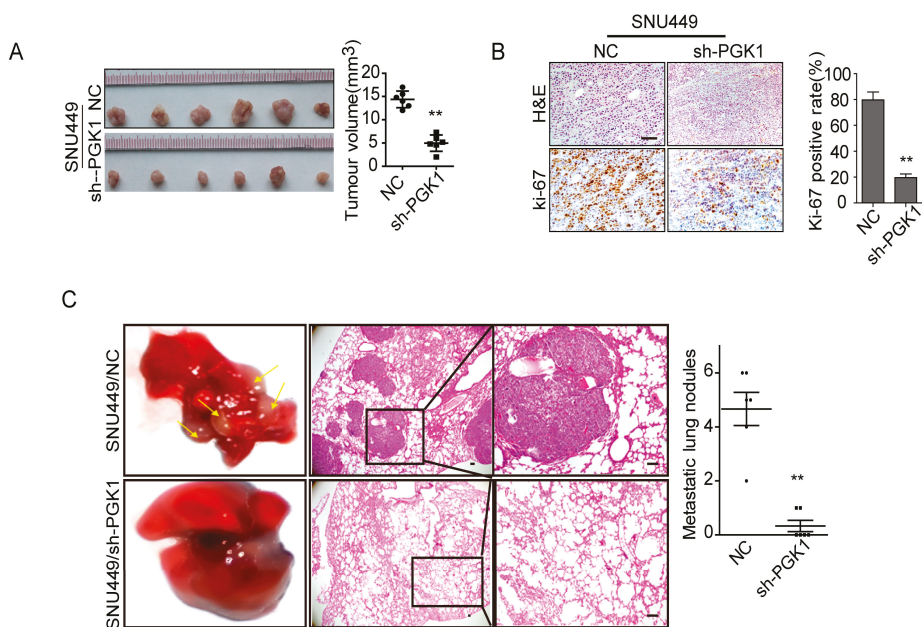 A
SNU449
sh--PGK1 NC
Tumour volume(mm3)
20
15
10
5
0
**
NC
sh-PGK1
B
SNU449
NC
sh-PGK1
H&E
ki-67
Ki-67 positive rate(%)
100
80
60
40
20
0
**
NC
sh-PGK1
C
SNU449/NC
SNU449/sh-PGK1
Metastatic lung nodules
6
4
2
0
**
NC
sh-PGK1